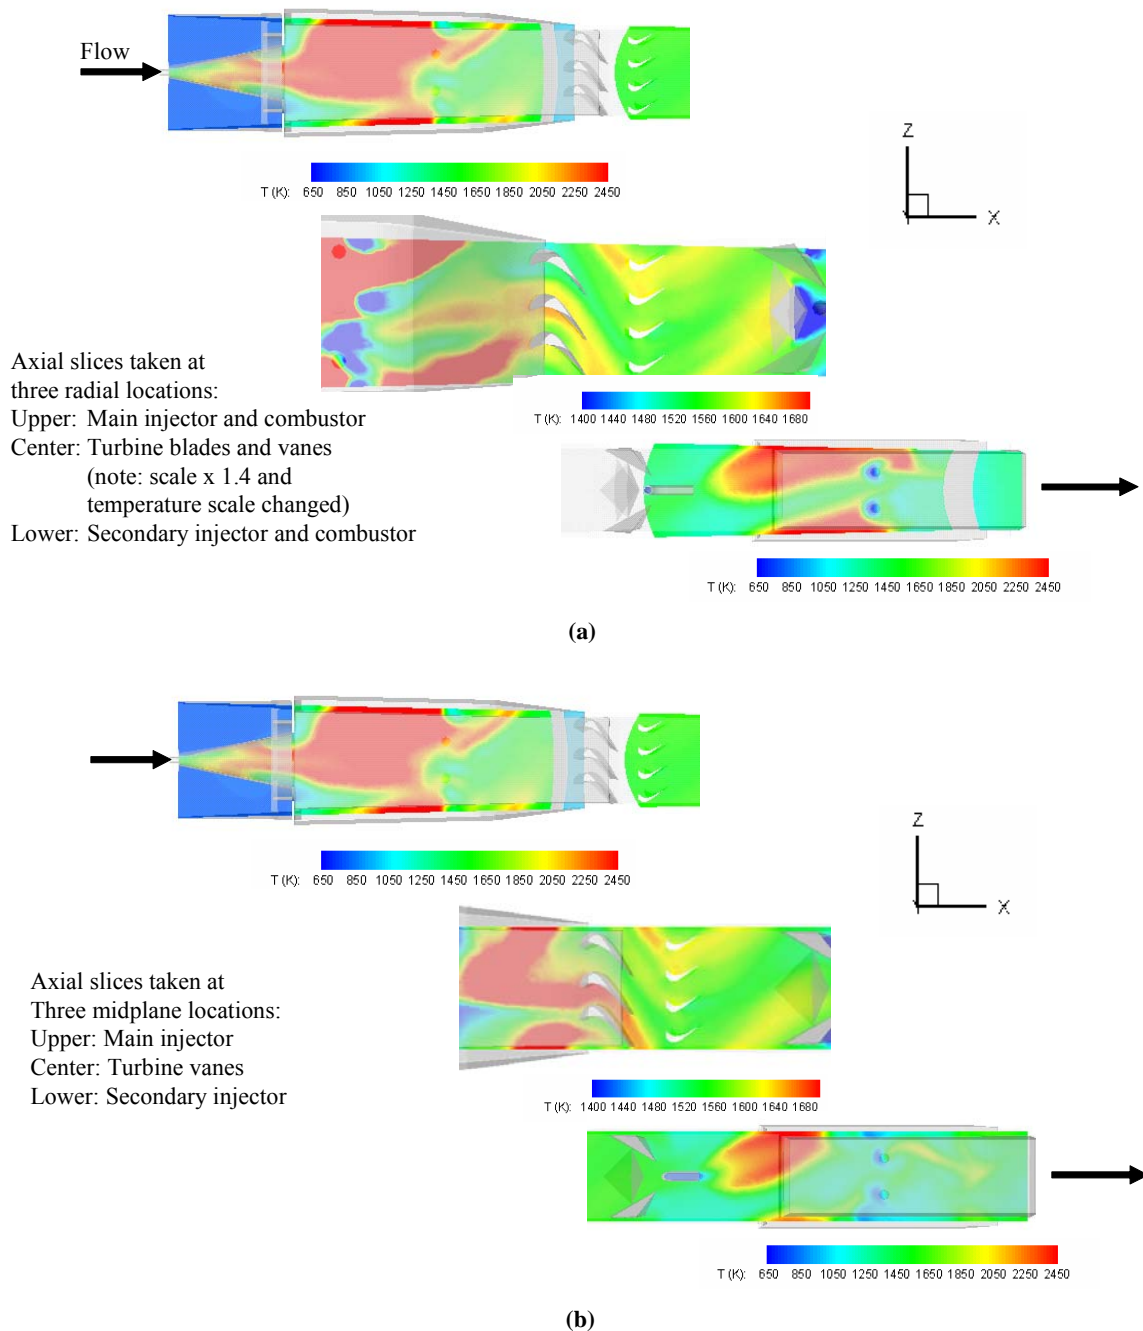 Flow
T (K): 650 850 1050 1250 1450 1650 1850 2050 2250 2450
Z
X
Axial slices taken at
three radial locations:
Upper: Main injector and combustor
Center: Turbine blades and vanes
(note: scale x 1.4 and
temperature scale changed)
Lower: Secondary injector and combustor
T (K): 1400 1440 1480 1520 1560 1600 1640 1680
T (K): 650 850 1050 1250 1450 1650 1850 2050 2250 2450
(a)
T (K): 650 850 1050 1250 1450 1650 1850 2050 2250 2450
Z
X
Axial slices taken at
Three midplane locations:
Upper: Main injector
Center: Turbine vanes
Lower: Secondary injector
T (K): 1400 1440 1480 1520 1560 1600 1640 1680
T (K): 650 850 1050 1250 1450 1650 1850 2050 2250 2450
(b)